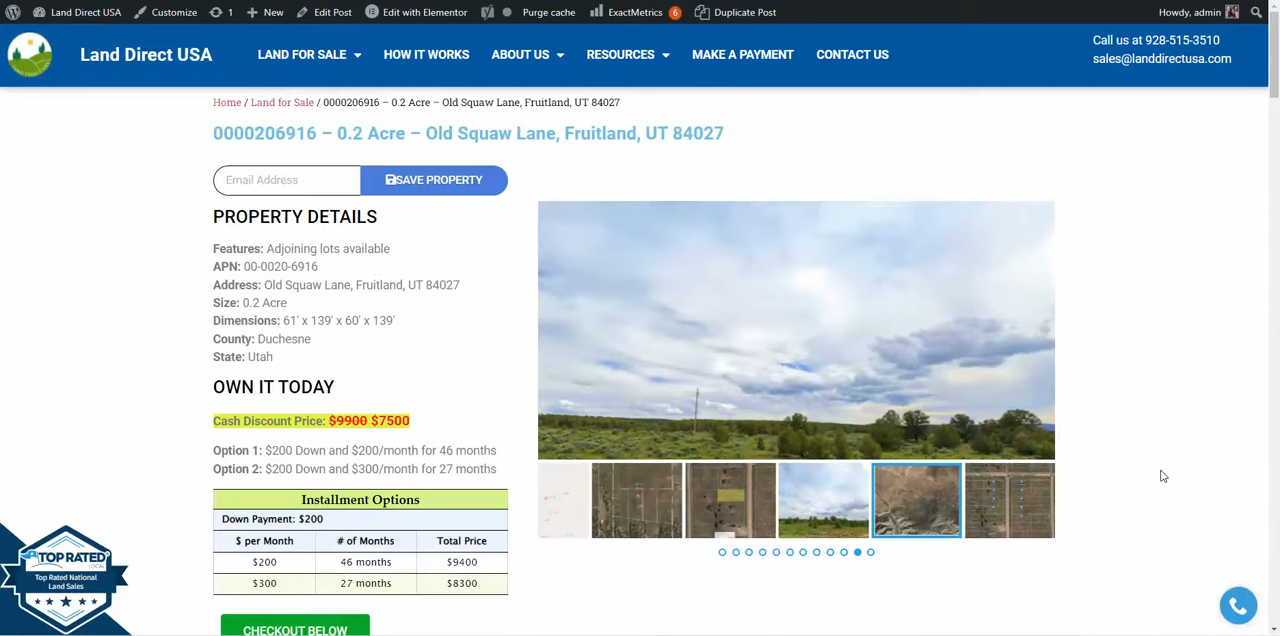 Land Direct USA
Customize
1
New
Edit Post
Edit with Elementor
Purge cache
ExactMetrics
6
Duplicate Post
Howdy, admin
Land Direct USA
LAND FOR SALE
HOW IT WORKS
ABOUT US
RESOURCES
MAKE A PAYMENT
CONTACT US
Call us at 928-515-3510
sales@landdirectusa.com
Home / Land for Sale / 0000206916 – 0.2 Acre – Old Squaw Lane, Fruitland, UT 84027
0000206916 – 0.2 Acre – Old Squaw Lane, Fruitland, UT 84027
Email Address
SAVE PROPERTY
PROPERTY DETAILS
Features: Adjoining lots available
APN: 00-0020-6916
Address: Old Squaw Lane, Fruitland, UT 84027
Size: 0.2 Acre
Dimensions: 61' x 139' x 60' x 139'
County: Duchesne
State: Utah
OWN IT TODAY
Cash Discount Price: $9900 $7500
Option 1: $200 Down and $200/month for 46 months
Option 2: $200 Down and $300/month for 27 months
Installment Options
Down Payment: $200
$ per Month # of Months Total Price
$200 46 months $9400
$300 27 months $8300
CHECKOUT BELOW
TOP RATED
LOCAL
Top Rated National
Land Sales